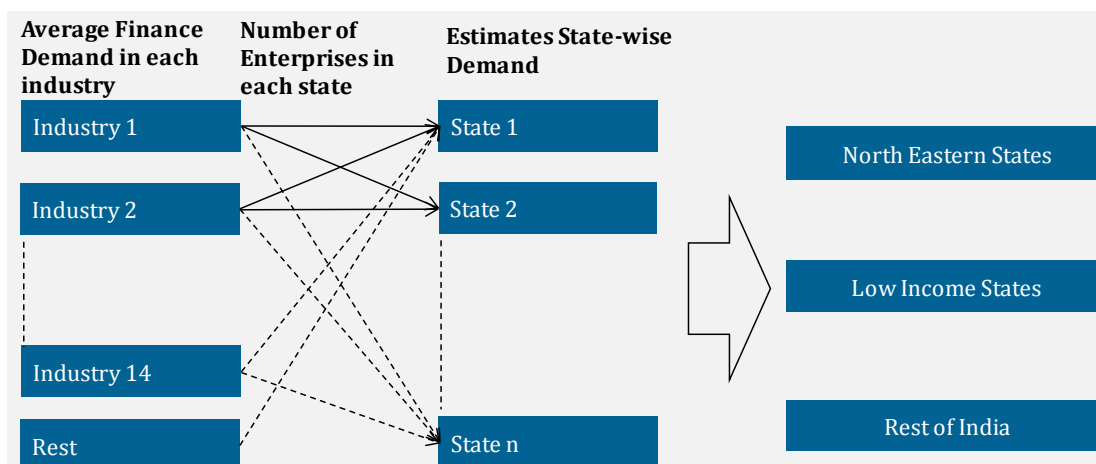 Average Finance
Demand in each
industry
Number of
Enterprises in
each state
Estimates State-wise
Demand
Industry 1
State 1
North Eastern States
Industry 2
State 2
Low Income States
Industry 14
Rest
State n
Rest of India